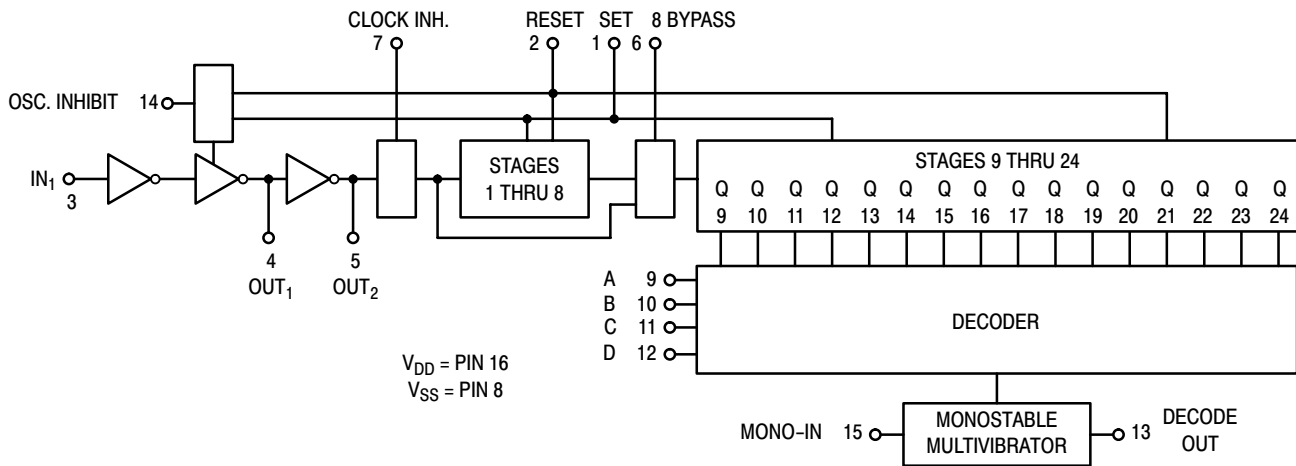 CLOCK INH. RESET SET 8 BYPASS
7 2 1 6
OSC. INHIBIT 14
IN1 3
STAGES
1 THRU 8
STAGES 9 THRU 24
Q Q Q Q Q Q Q Q Q Q Q Q Q Q Q Q
9 10 11 12 13 14 15 16 17 18 19 20 21 22 23 24
4 5
OUT1 OUT2
A 9
B 10
C 11
D 12
DECODER
VDD = PIN 16
VSS = PIN 8
MONO–IN 15
MONOSTABLE
MULTIVIBRATOR
13 DECODE
OUT